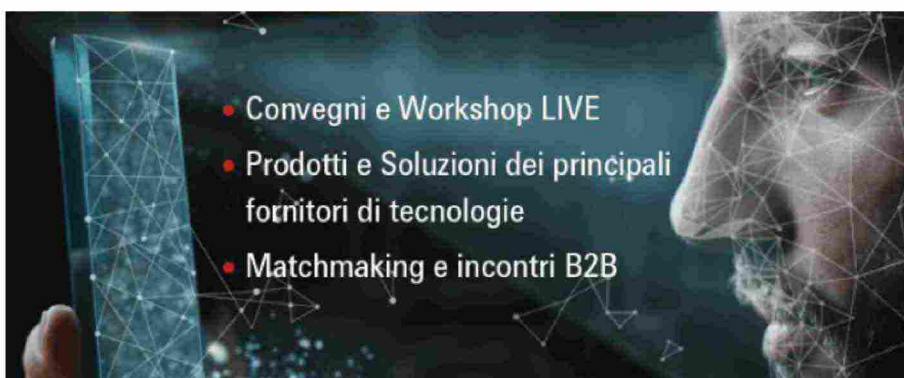 • Convegni e Workshop LIVE
• Prodotti e Soluzioni dei principali
fornitori di tecnologie
• Matchmaking e incontri B2B